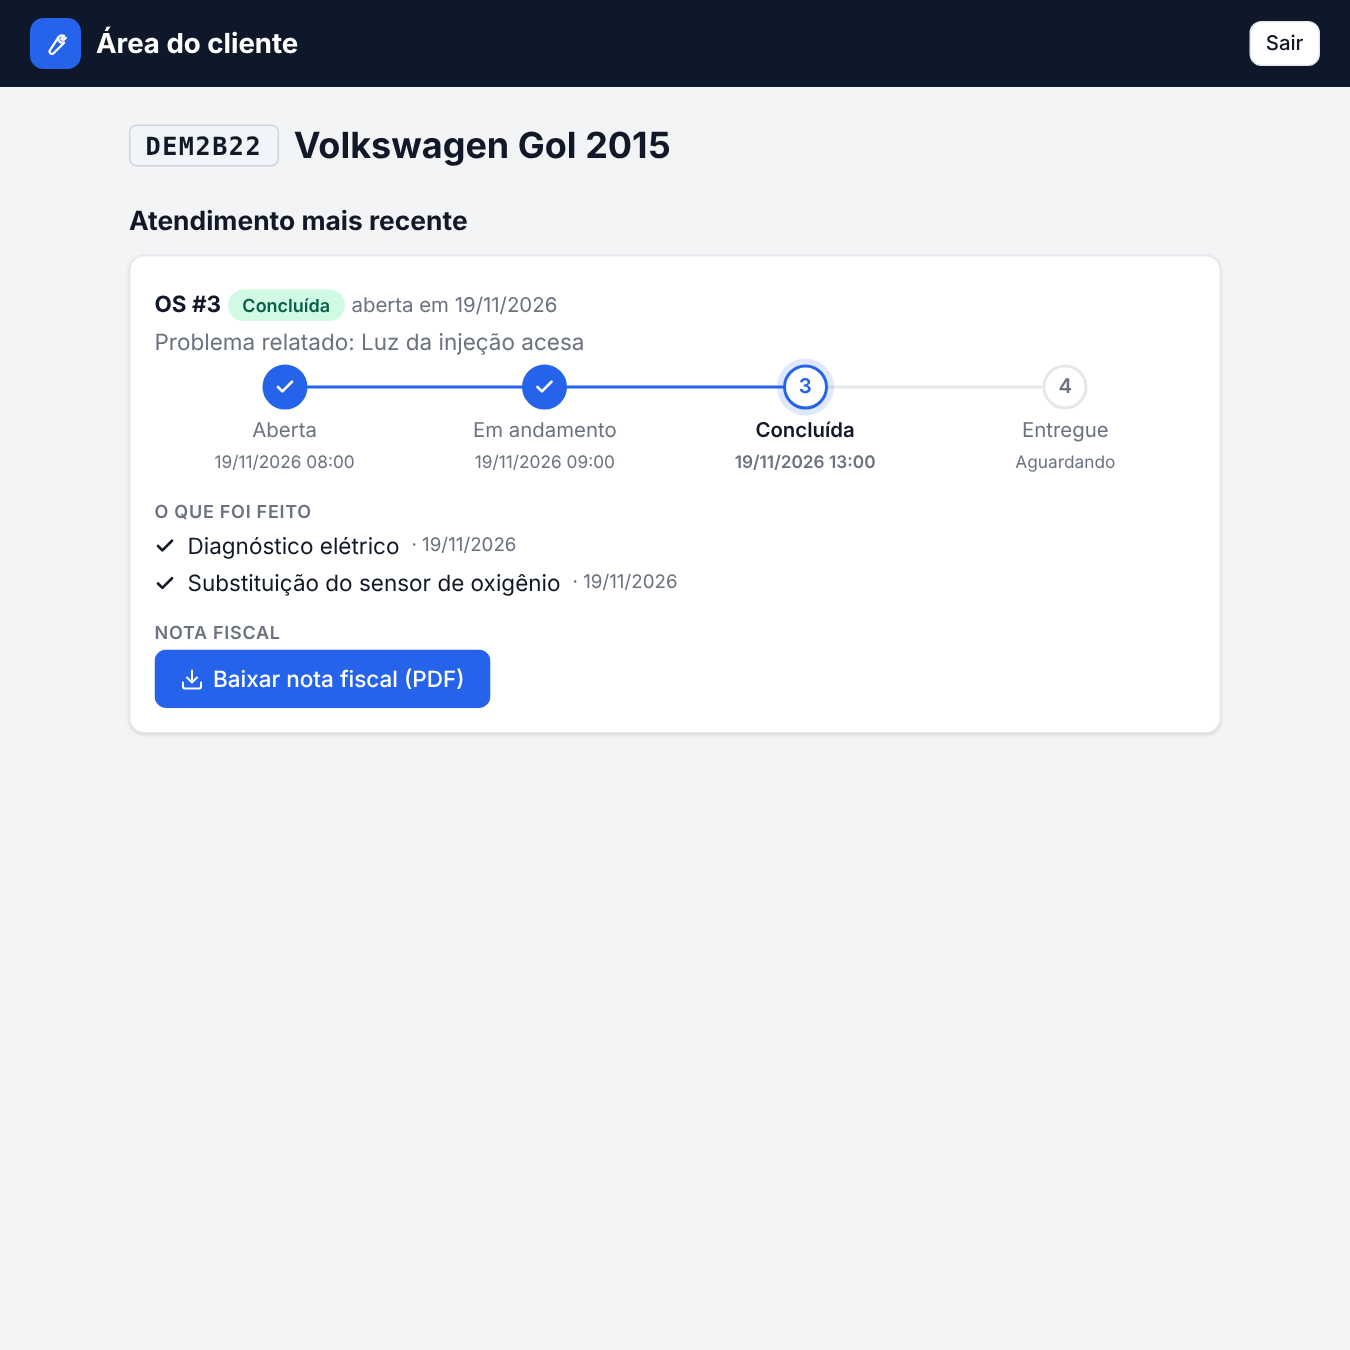 Área do cliente
Sair
DEM2B22 Volkswagen Gol 2015
Atendimento mais recente
OS #3 Concluída aberta em 19/11/2026
Problema relatado: Luz da injeção acesa
3 4
Aberta Em andamento Concluída Entregue
19/11/2026 08:00 19/11/2026 09:00 19/11/2026 13:00 Aguardando
O QUE FOI FEITO
Diagnóstico elétrico · 19/11/2026
Substituição do sensor de oxigênio · 19/11/2026
NOTA FISCAL
Baixar nota fiscal (PDF)